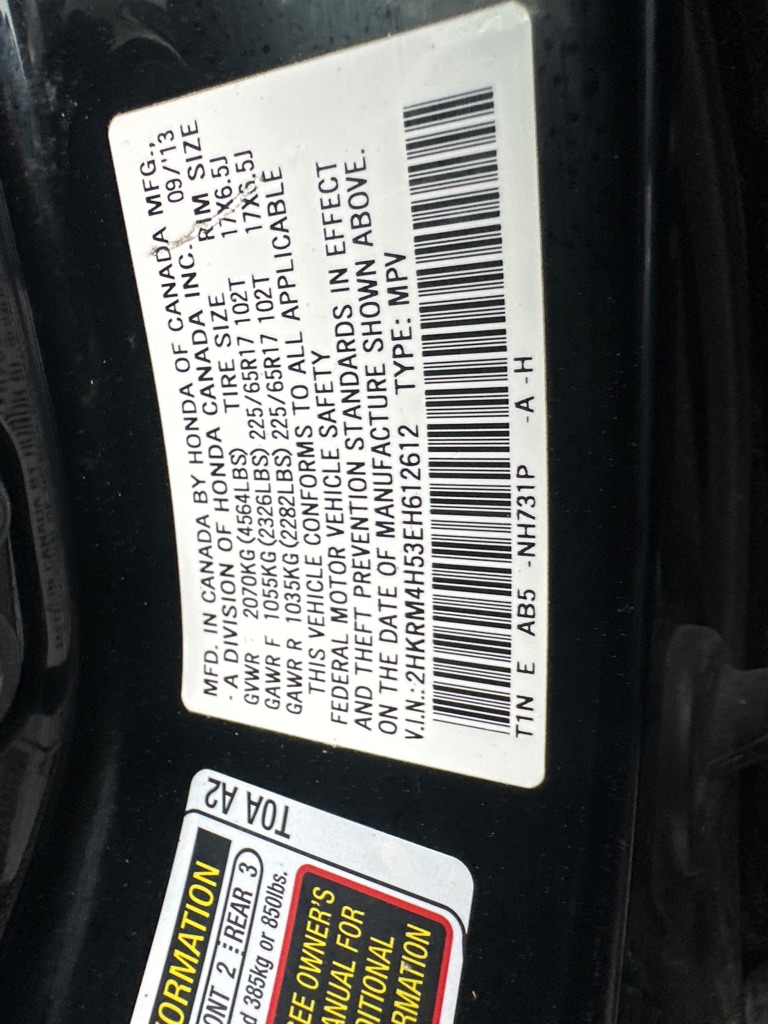 MFD. IN CANADA BY HONDA OF CANADA MFG.,
- A DIVISION OF HONDA CANADA INC. 09/'13
GVWR : 2070KG (4564LBS) TIRE SIZE RIM SIZE
GAWR F 1055KG (2326LBS) 225/65R17 102T 17X6.5J
GAWR R 1035KG (2282LBS) 225/65R17 102T 17X6.5J
THIS VEHICLE CONFORMS TO ALL APPLICABLE
FEDERAL MOTOR VEHICLE SAFETY
AND THEFT PREVENTION STANDARDS IN EFFECT
ON THE DATE OF MANUFACTURE SHOWN ABOVE.
V.I.N.:2HKRM4H53EH612612 TYPE: MPV
T1N E AB5 -NH731P -A -H
T0A A2
ORMATION
ONT 2 REAR 3
d 385kg or 850lbs.
EE OWNER'S
ANUAL FOR
DITIONAL
RMATION